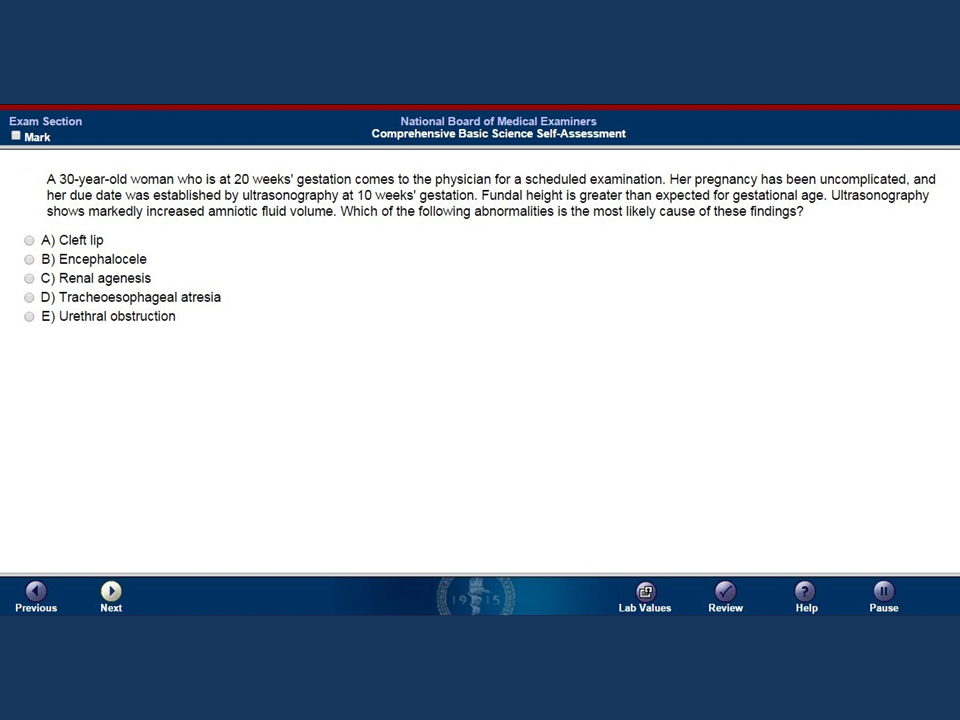 Exam Section
Mark
National Board of Medical Examiners
Comprehensive Basic Science Self-Assessment
A 30-year-old woman who is at 20 weeks' gestation comes to the physician for a scheduled examination. Her pregnancy has been uncomplicated, and
her due date was established by ultrasonography at 10 weeks' gestation. Fundal height is greater than expected for gestational age. Ultrasonography
shows markedly increased amniotic fluid volume. Which of the following abnormalities is the most likely cause of these findings?
A) Cleft lip
B) Encephalocele
C) Renal agenesis
D) Tracheoesophageal atresia
E) Urethral obstruction
Previous
Next
1915
Lab Values
Review
Help
Pause